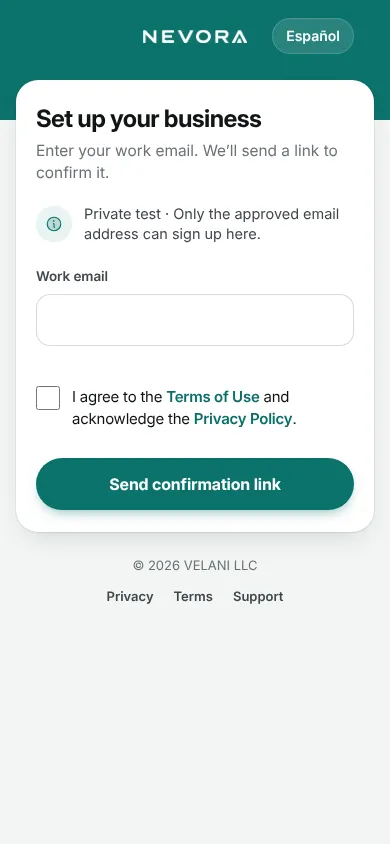 NEVORA
Español
Set up your business
Enter your work email. We’ll send a link to
confirm it.
Private test · Only the approved email
address can sign up here.
Work email
I agree to the Terms of Use and
acknowledge the Privacy Policy.
Send confirmation link
© 2026 VELANI LLC
Privacy Terms Support